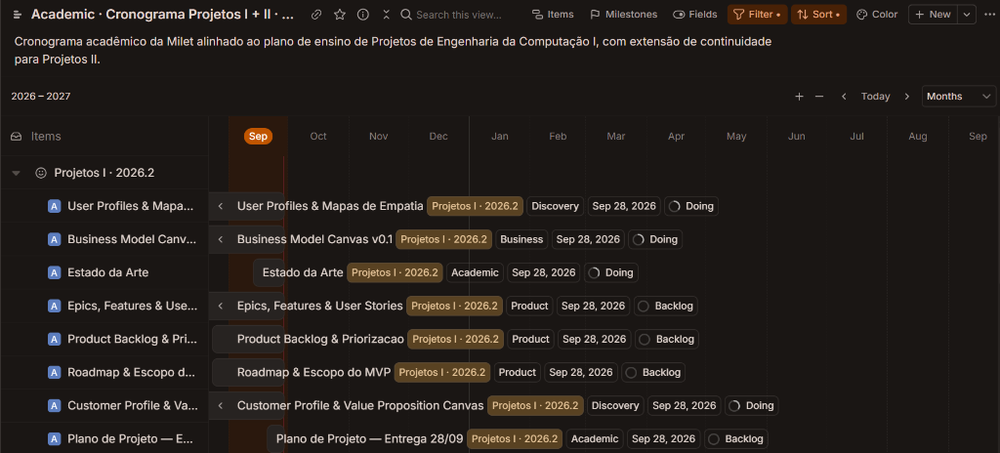 Academic · Cronograma Projetos I + II · ...
Search this view...
Items
Milestones
Fields
Filter •
Sort •
Color
+ New
Cronograma acadêmico da Milet alinhado ao plano de ensino de Projetos de Engenharia da Computação I, com extensão de continuidade
para Projetos II.
2026 – 2027
Today
Months
Items
Sep Oct Nov Dec Jan Feb Mar Apr May Jun Jul Aug Sep
Projetos I · 2026.2
A User Profiles & Mapa... User Profiles & Mapas de Empatia Projetos I · 2026.2 Discovery Sep 28, 2026 Doing
A Business Model Canv... Business Model Canvas v0.1 Projetos I · 2026.2 Business Sep 28, 2026 Doing
A Estado da Arte Estado da Arte Projetos I · 2026.2 Academic Sep 28, 2026 Doing
A Epics, Features & Use... Epics, Features & User Stories Projetos I · 2026.2 Product Sep 28, 2026 Backlog
A Product Backlog & Pri... Product Backlog & Priorizacao Projetos I · 2026.2 Product Sep 28, 2026 Backlog
A Roadmap & Escopo d... Roadmap & Escopo do MVP Projetos I · 2026.2 Product Sep 28, 2026 Backlog
A Customer Profile & Va... Customer Profile & Value Proposition Canvas Projetos I · 2026.2 Discovery Sep 28, 2026 Doing
A Plano de Projeto — E... Plano de Projeto — Entrega 28/09 Projetos I · 2026.2 Academic Sep 28, 2026 Backlog